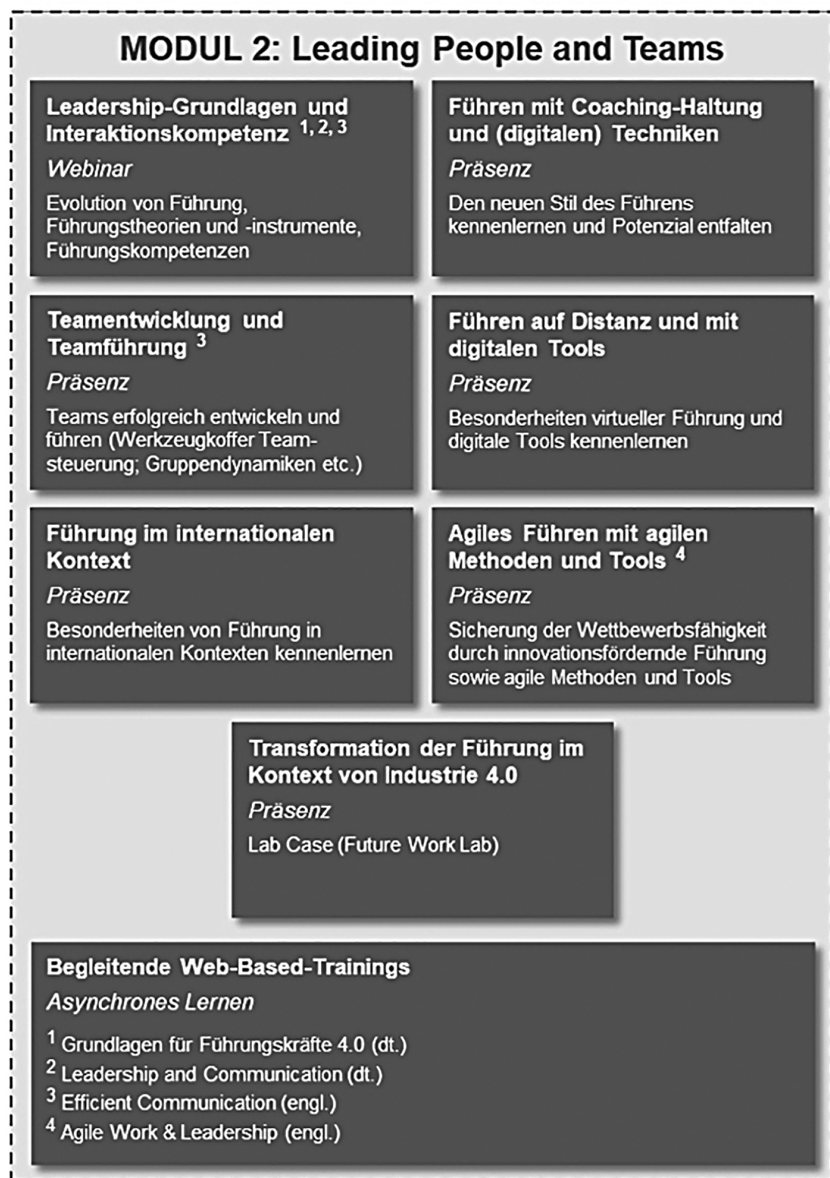 MODUL 2: Leading People and Teams
Leadership-Grundlagen und
Interaktionskompetenz 1, 2, 3
Webinar
Evolution von Führung,
Führungstheorien und -instrumente,
Führungskompetenzen
Führen mit Coaching-Haltung
und (digitalen) Techniken
Präsenz
Den neuen Stil des Führens
kennenlernen und Potenzial entfalten
Teamentwicklung und
Teamführung 3
Präsenz
Teams erfolgreich entwickeln und
führen (Werkzeugkoffer Team-
steuerung; Gruppendynamiken etc.)
Führen auf Distanz und mit
digitalen Tools
Präsenz
Besonderheiten virtueller Führung und
digitale Tools kennenlernen
Führung im internationalen
Kontext
Präsenz
Besonderheiten von Führung in
internationalen Kontexten kennenlernen
Agiles Führen mit agilen
Methoden und Tools 4
Präsenz
Sicherung der Wettbewerbsfähigkeit
durch innovationsfördernde Führung
sowie agile Methoden und Tools
Transformation der Führung im
Kontext von Industrie 4.0
Präsenz
Lab Case (Future Work Lab)
Begleitende Web-Based-Trainings
Asynchrones Lernen
1 Grundlagen für Führungskräfte 4.0 (dt.)
2 Leadership and Communication (dt.)
3 Efficient Communication (engl.)
4 Agile Work & Leadership (engl.)